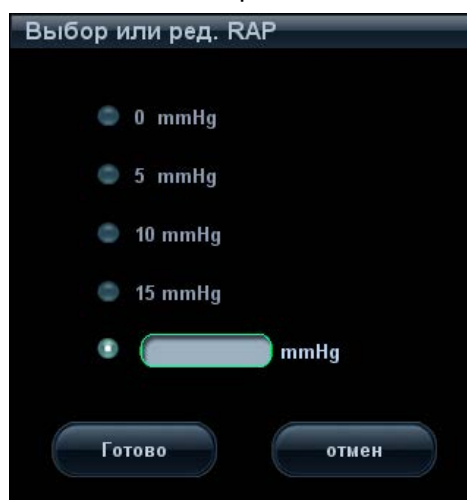 Выбор или ред. RAP
0 mmHg
5 mmHg
10 mmHg
15 mmHg
mmHg
Готово отмен